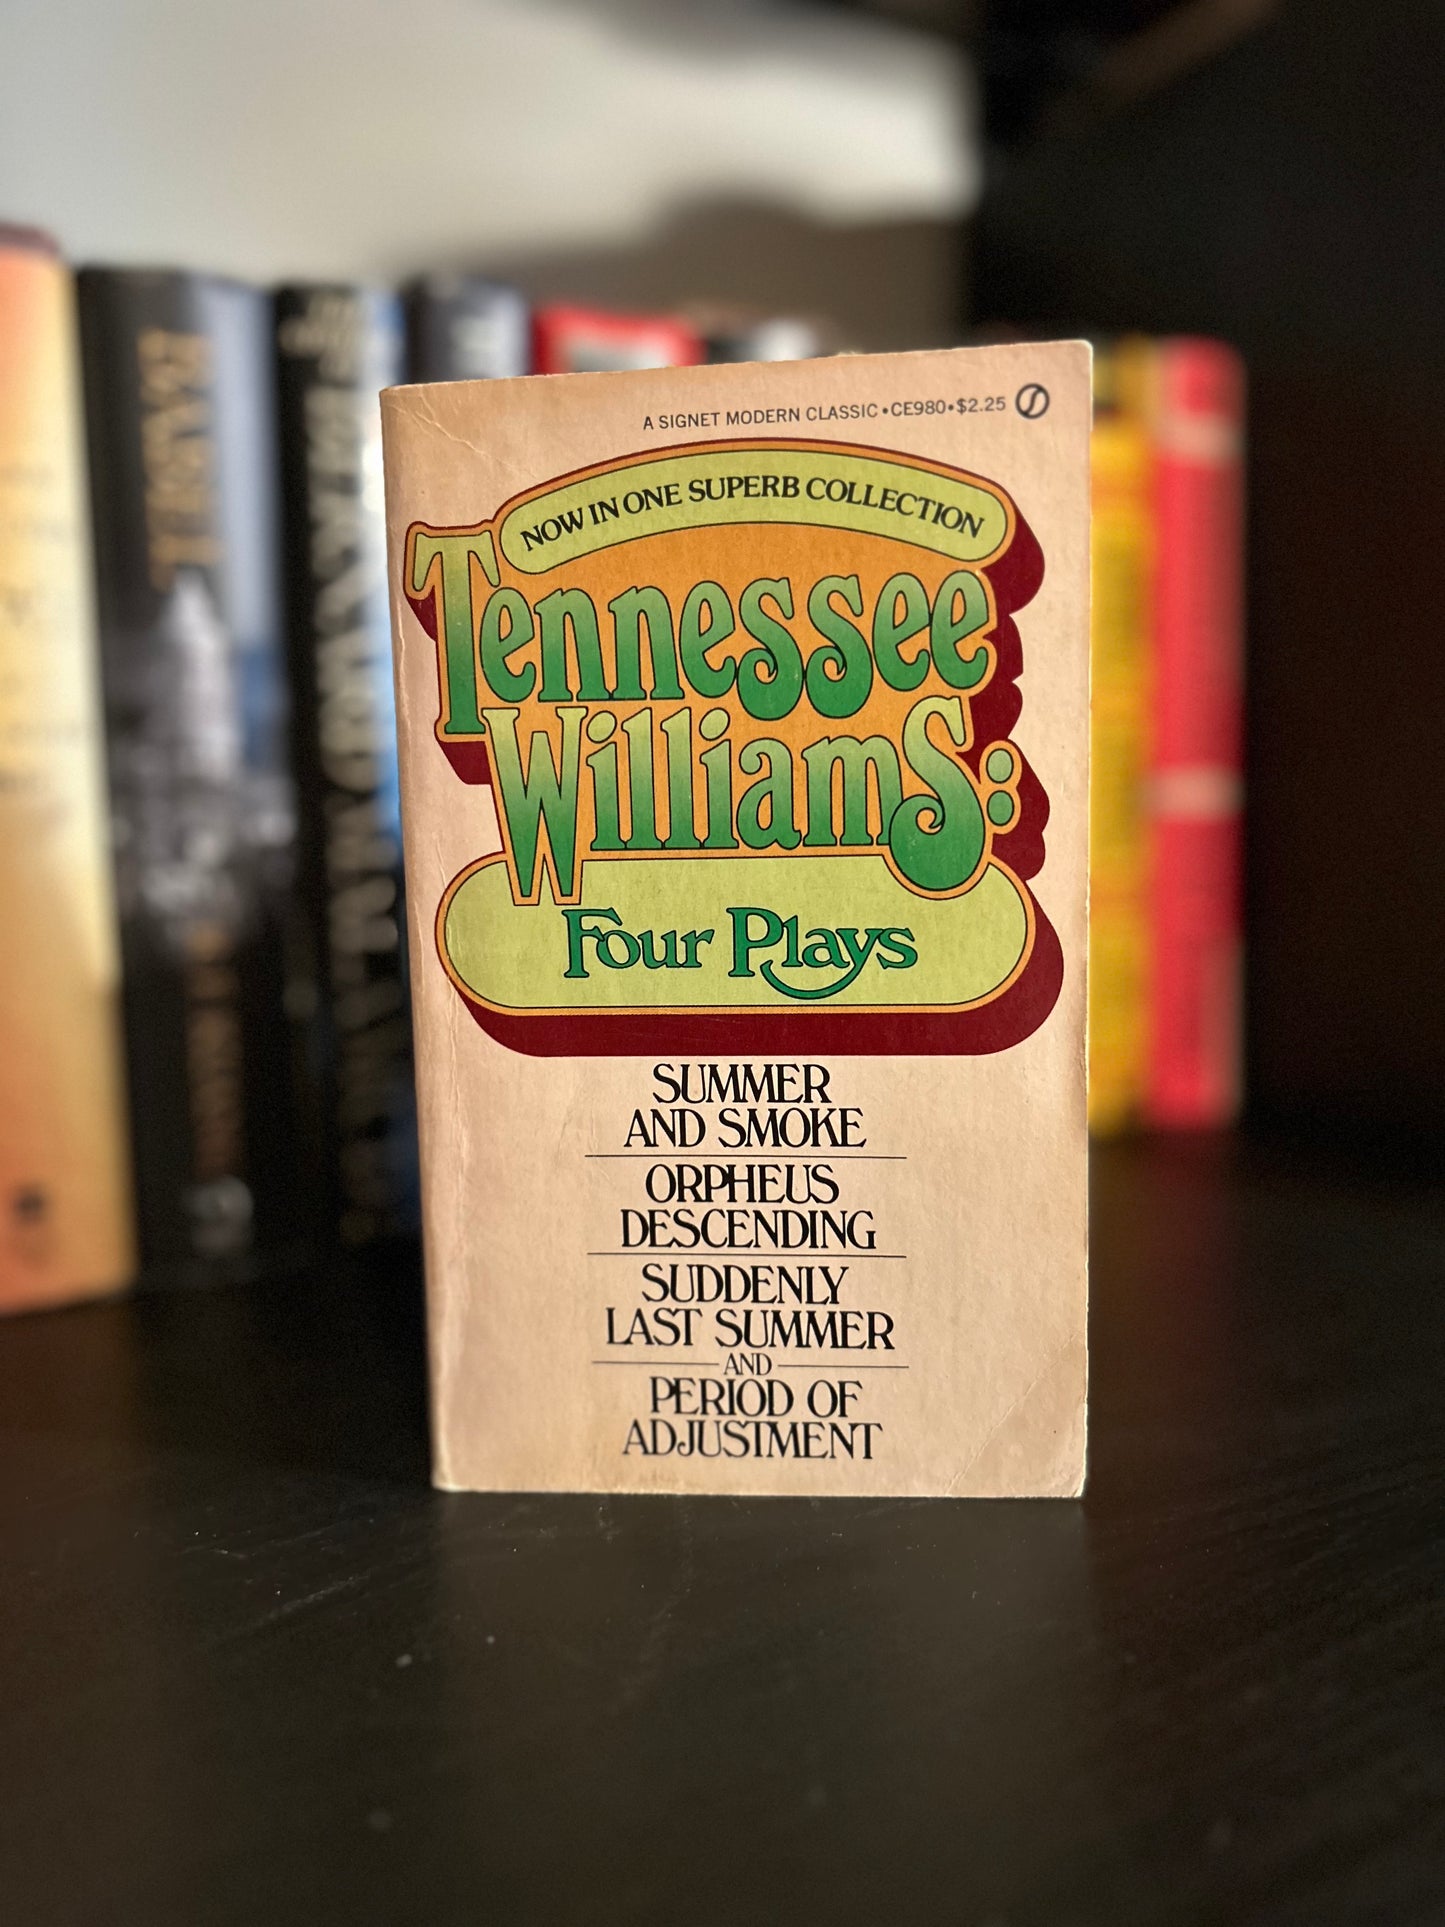 A SIGNET MODERN CLASSIC • CE980 • $2.25
NOW IN ONE SUPERB COLLECTION
Tennessee
Williams:
Four Plays
SUMMER
AND SMOKE
ORPHEUS
DESCENDING
SUDDENLY
LAST SUMMER
AND
PERIOD OF
ADJUSTMENT